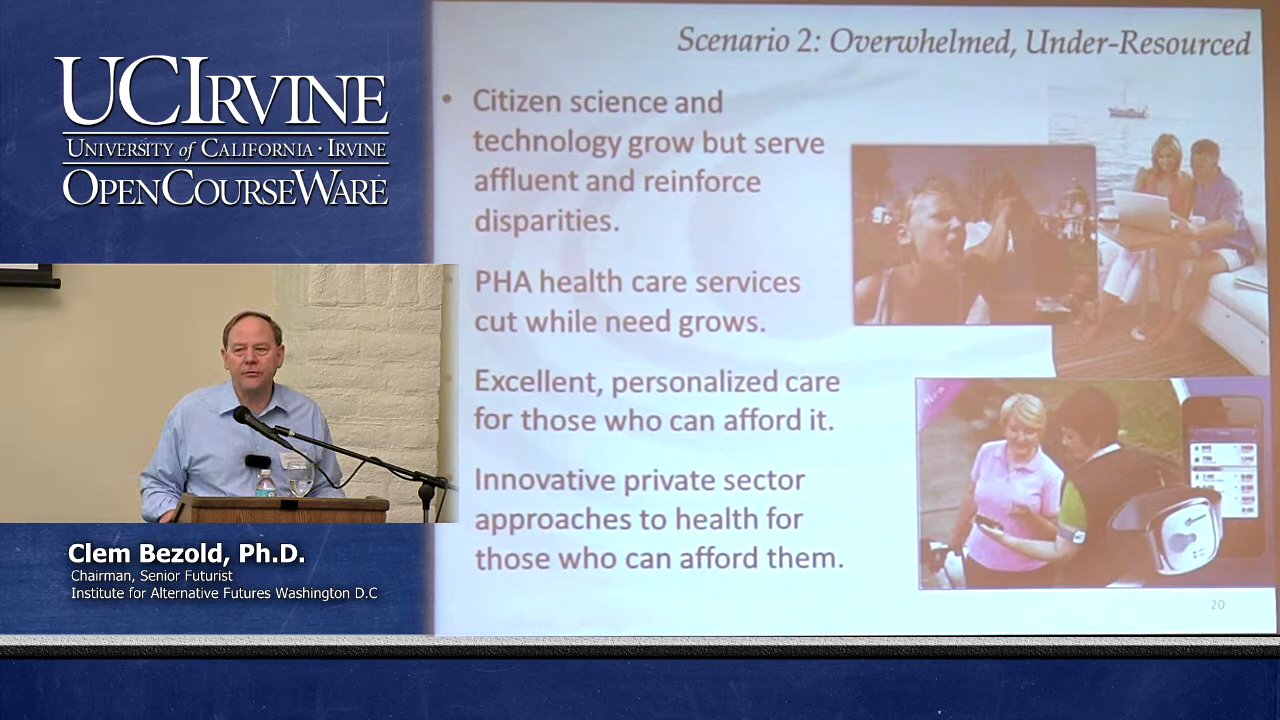 UCIRVINE
UNIVERSITY of CALIFORNIA · IRVINE
OPENCOURSEWARE
Clem Bezold, Ph.D.
Chairman, Senior Futurist
Institute for Alternative Futures Washington D.C
Scenario 2: Overwhelmed, Under-Resourced
• Citizen science and
technology grow but serve
affluent and reinforce
disparities.
PHA health care services
cut while need grows.
Excellent, personalized care
for those who can afford it.
Innovative private sector
approaches to health for
those who can afford them.
New
20